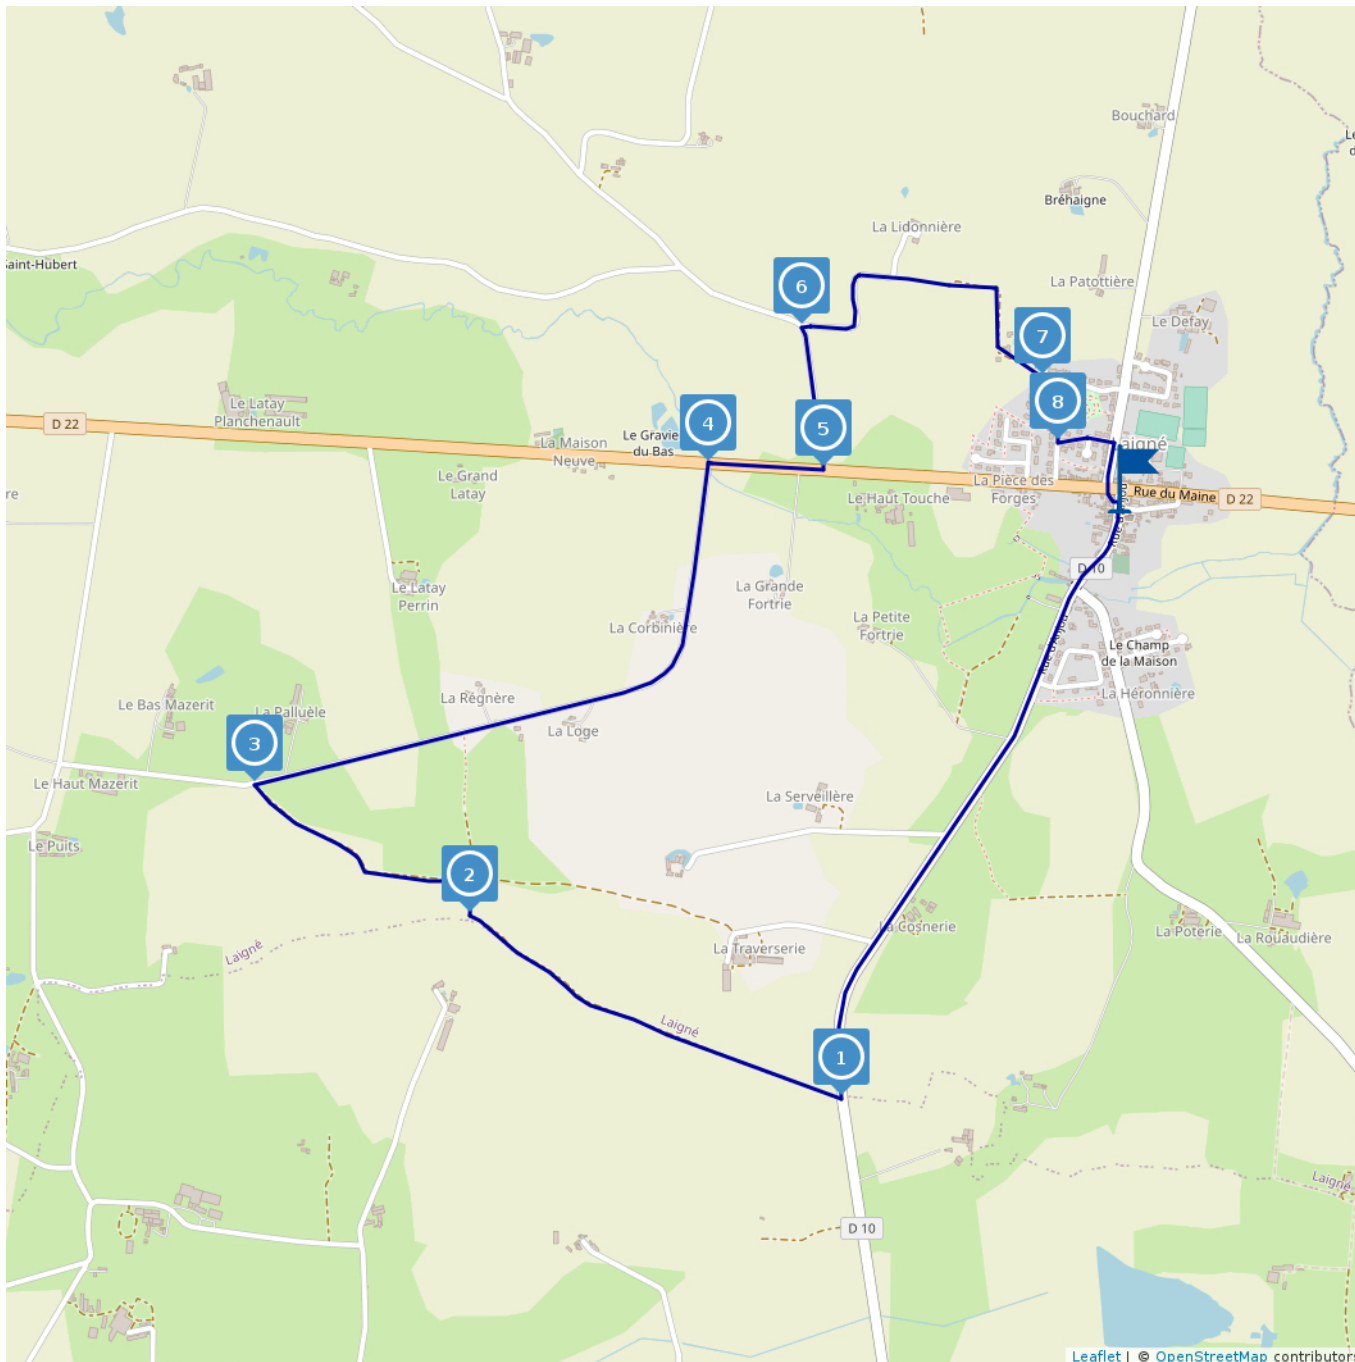 Bouchard
Bréhaigne
La Lidonnière
Saint-Hubert
La Patottière
6
Le Defay
7
8
Le Latay
Planchenault
D 22
4
5
Le Gravie
du Bas
La Maison
Neuve
Laigné
Le Grand
Latay
La Pièce des
Forges
Le Haut Touche
Rue du Maine
D 22
D 10
Le Latay
Perrin
La Grande
Fortrie
La Petite
Fortrie
La Corbinière
Rue d'Anjou
Le Champ
de la Maison
La Héronnière
La Règnère
Le Bas Mazerit
La Palluèle
La Loge
3
Le Haut Mazerit
La Serveillère
Le Puits
2
La Cosnerie
La Poterie
La Rouaudière
La Traverserie
Laigné
Laigné
1
Laigné
D 10
Leaflet | © OpenStreetMap contributors